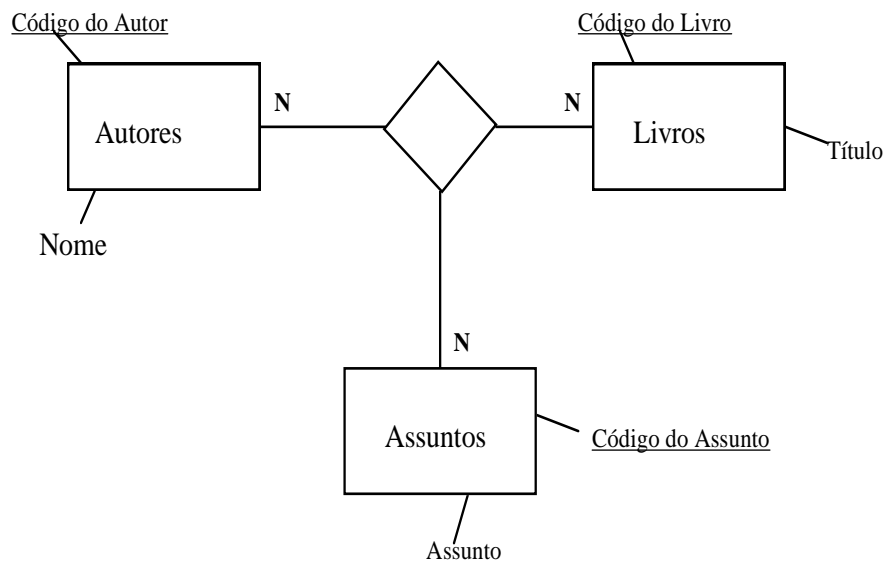 Código do Autor
Código do Livro
N
N
Autores
Livros
Título
Nome
N
Assuntos
Código do Assunto
Assunto